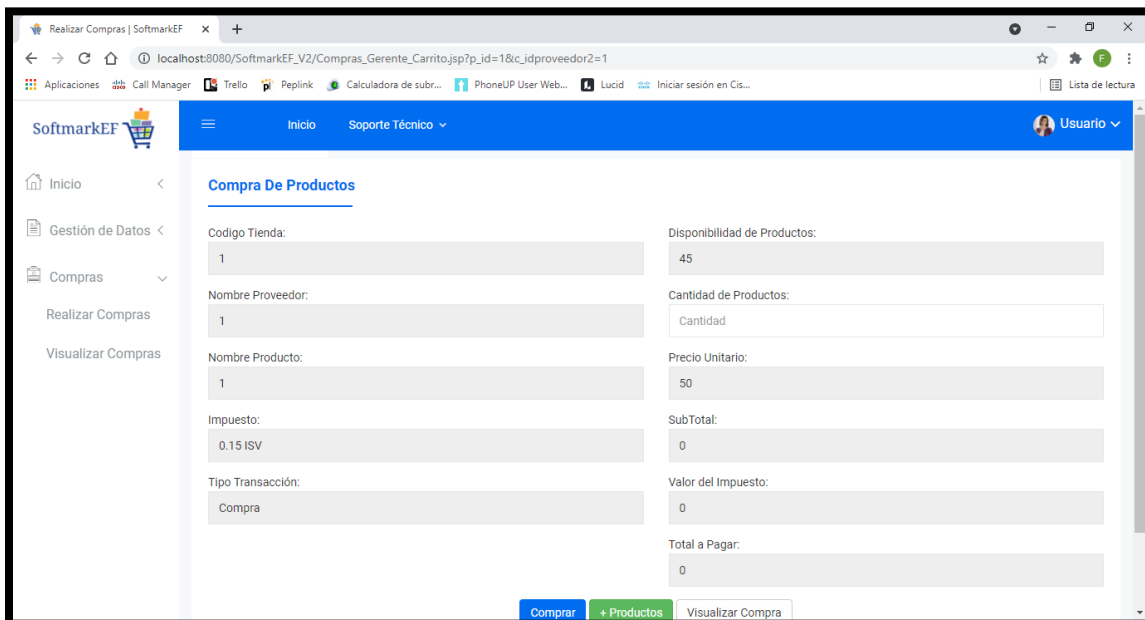 Realizar Compras | SoftmarkEF
localhost:8080/SoftmarkEF_V2/Compras_Gerente_Carrito.jsp?p_id=1&c_idproveedor2=1
F
Aplicaciones Call Manager Trello Peplink Calculadora de subr... PhoneUP User Web... Lucid Iniciar sesión en Cis... Lista de lectura
SoftmarkEF
Inicio Soporte Técnico Usuario
Inicio
Gestión de Datos
Compras
Realizar Compras
Visualizar Compras
Compra De Productos
Codigo Tienda:
1
Nombre Proveedor:
1
Nombre Producto:
1
Impuesto:
0.15 ISV
Tipo Transacción:
Compra
Disponibilidad de Productos:
45
Cantidad de Productos:
Cantidad
Precio Unitario:
50
SubTotal:
0
Valor del Impuesto:
0
Total a Pagar:
0
Comprar + Productos Visualizar Compra